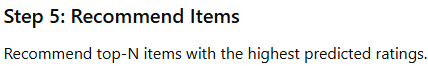 Step 5: Recommend Items
Recommend top-N items with the highest predicted ratings.